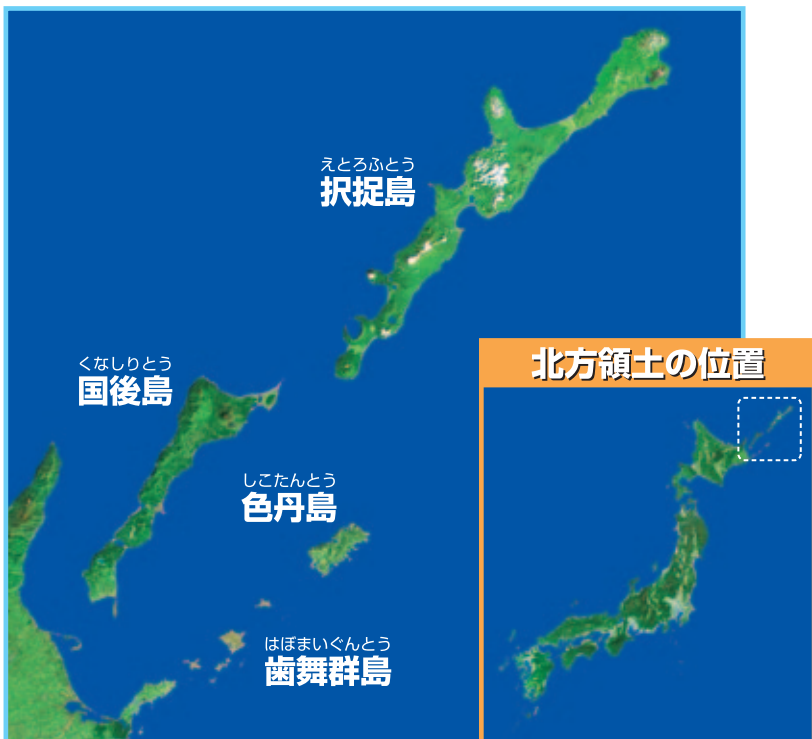 えとろふとう
択捉島
くなしりとう
国後島
しこたんとう
色丹島
はぼまいぐんとう
歯舞群島
北方領土の位置